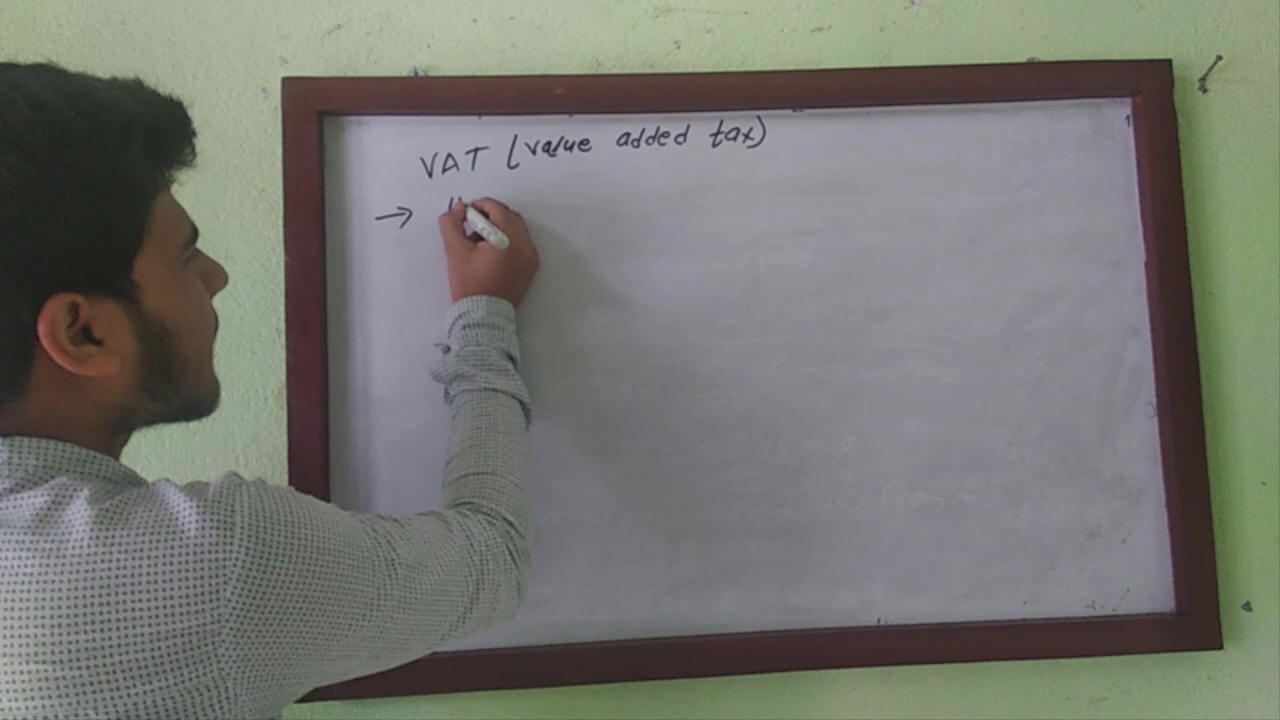 VAT (value added tax)
→